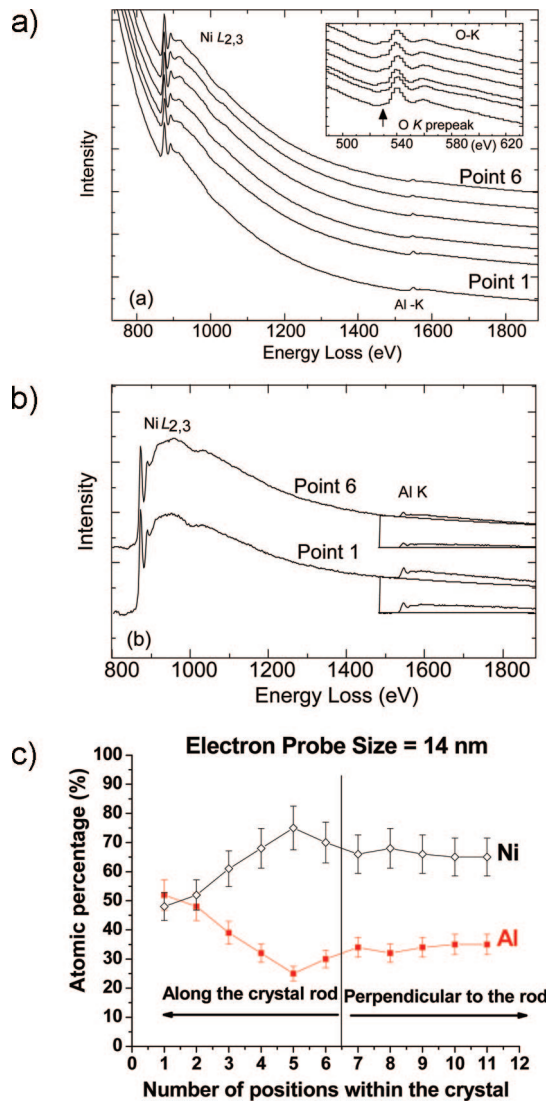 a)
Ni L2,3
O-K
O K prepeak
490 540 580 (eV) 620
Point 6
Point 1
Al -K
(a)
Intensity
800 1000 1200 1400 1600 1800
Energy Loss (eV)
b)
Ni L2,3
Point 6
Al K
Point 1
(b)
Intensity
800 1000 1200 1400 1600 1800
Energy Loss (eV)
c)
Electron Probe Size = 14 nm
100
90
80
70
60
50
40
30
20
10
0
Atomic percentage (%)
Ni
Al
Along the crystal rod
Perpendicular to the rod
0 1 2 3 4 5 6 7 8 9 10 11 12
Number of positions within the crystal